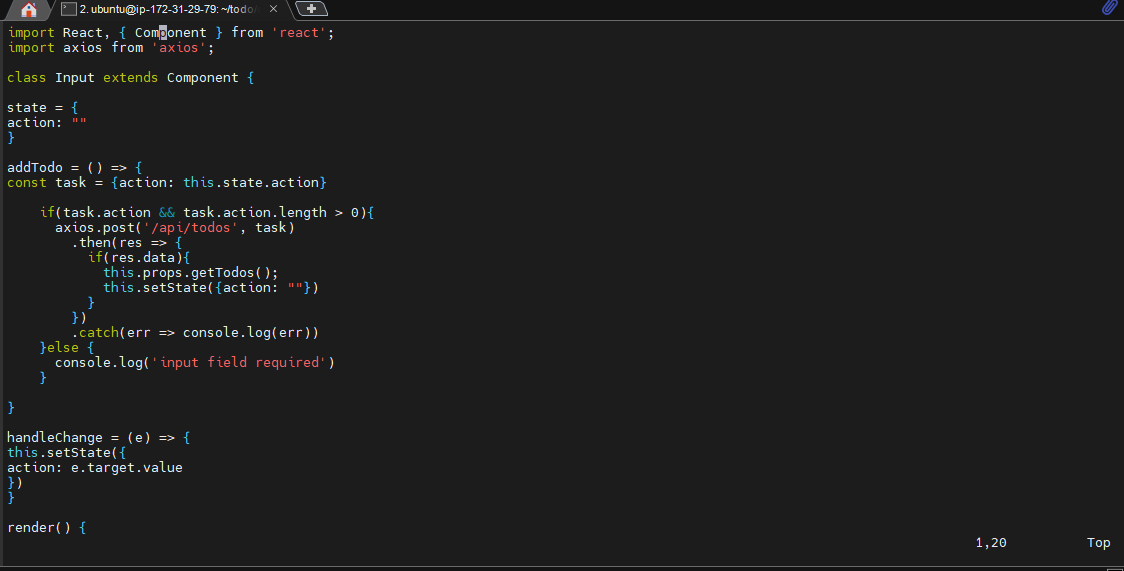 2. ubuntu@ip-172-31-29-79: ~/todo
import React, { Component } from 'react';
import axios from 'axios';
class Input extends Component {
state = {
action: ""
}
addTodo = () => {
const task = {action: this.state.action}
    if(task.action && task.action.length > 0){
      axios.post('/api/todos', task)
        .then(res => {
          if(res.data){
            this.props.getTodos();
            this.setState({action: ""})
          }
        })
        .catch(err => console.log(err))
    }else {
      console.log('input field required')
    }
}
handleChange = (e) => {
this.setState({
action: e.target.value
})
}
render() {
1,20 Top